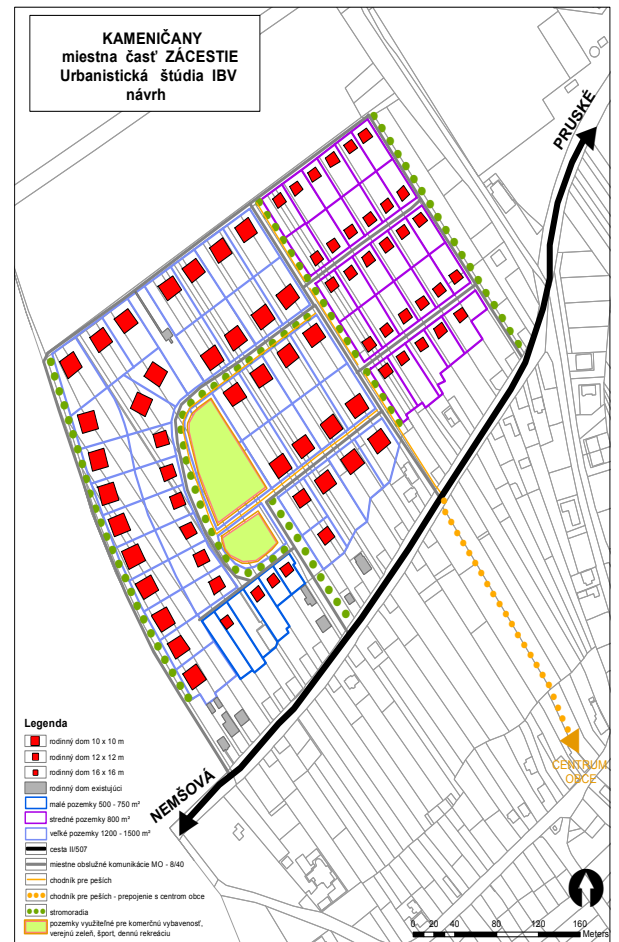 KAMENIČANY
miestna časť ZÁCESTIE
Urbanistická štúdia IBV
návrh
PRUSKÉ
Legenda
rodinný dom 10 x 10 m
rodinný dom 12 x 12 m
rodinný dom 16 x 16 m
rodinný dom existujúci
malé pozemky 500 - 750 m²
stredné pozemky 800 m²
veľké pozemky 1200 - 1500 m²
cesta II/507
miestne obslužné komunikácie MO - 8/40
chodník pre peších
chodník pre peších - prepojenie s centrom obce
stromoradia
pozemky využiteľné pre komerčnú vybavenosť,
verejnú zeleň, šport, dennú rekreáciu
NEMŠOVÁ
CENTRUM
OBCE
0 20 40 80 120 160
Meters